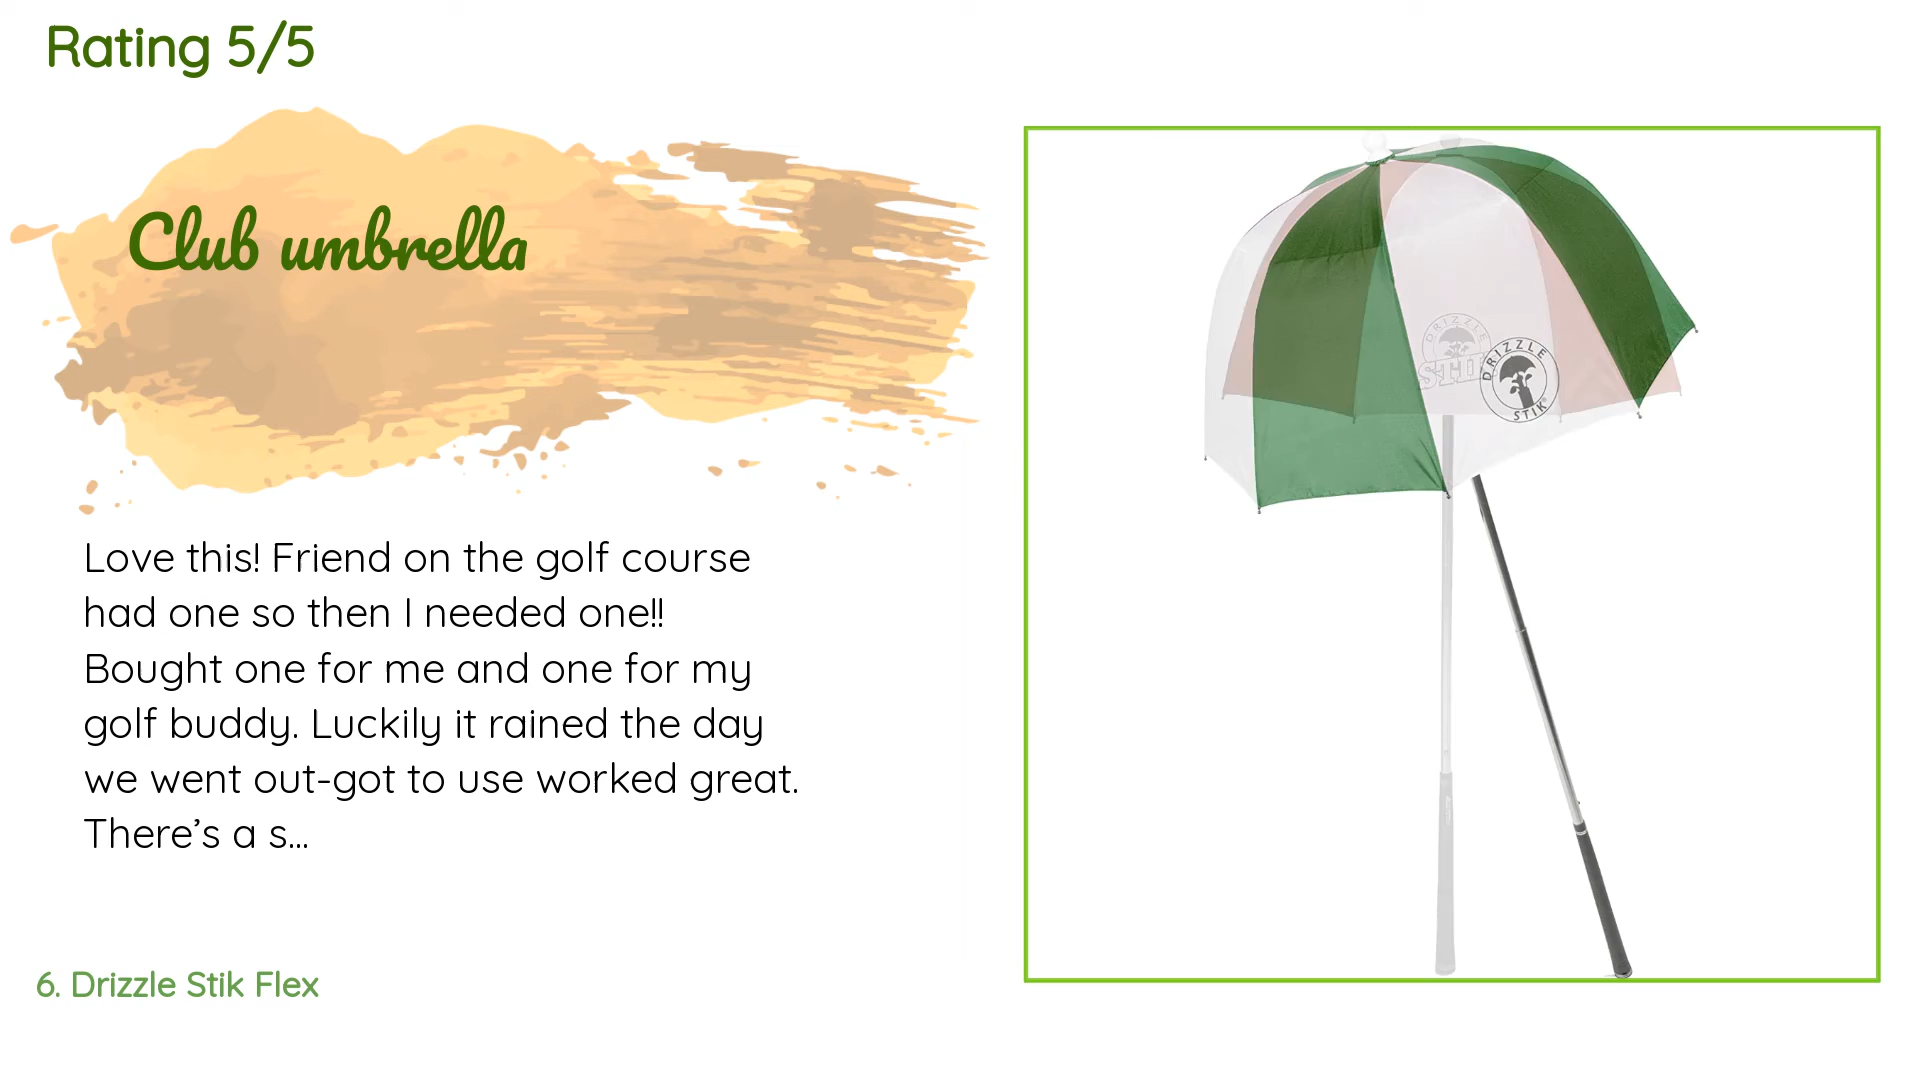 Rating 5/5
Club umbrella
Love this! Friend on the golf course
had one so then I needed one!!
Bought one for me and one for my
golf buddy. Luckily it rained the day
we went out-got to use worked great.
There’s a s...
6. Drizzle Stik Flex
DRIZZLE
STIK
DRIZZLE